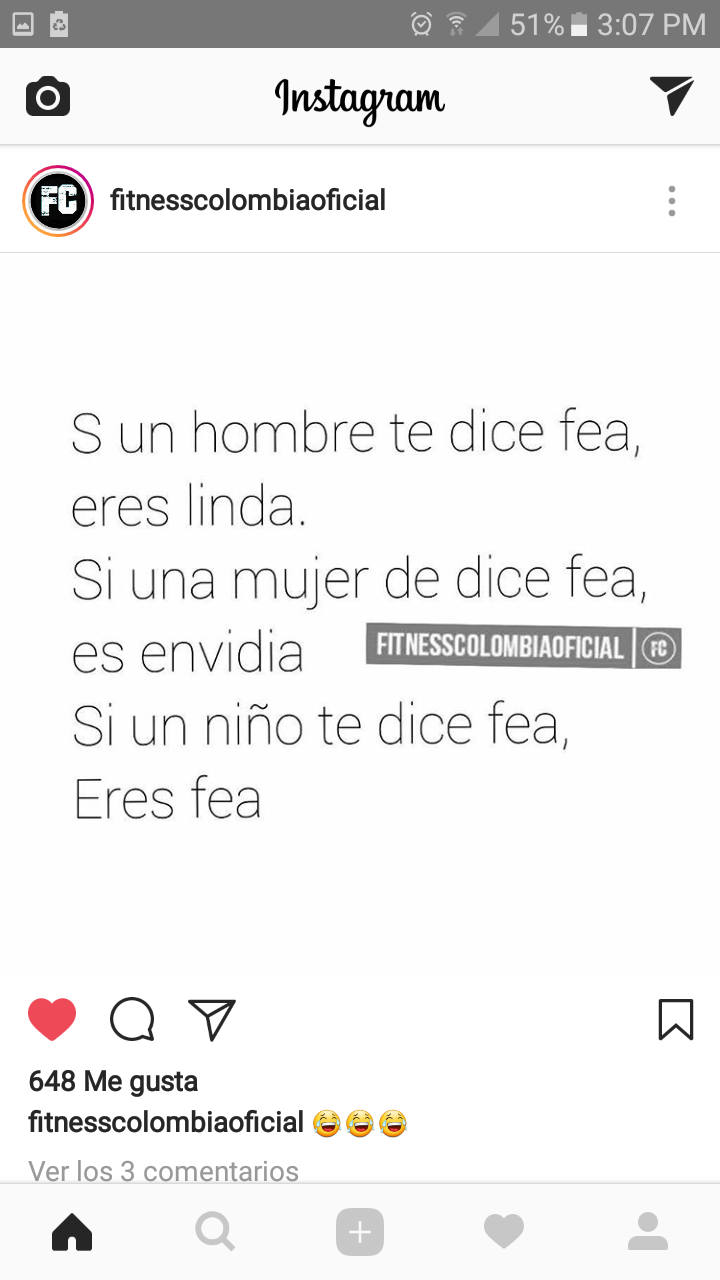 51% 3:07 PM
Instagram
FC fitnesscolombiaoficial
S un hombre te dice fea,
eres linda.
Si una mujer de dice fea,
es envidia
FITNESSCOLOMBIAOFICIAL FC
Si un niño te dice fea,
Eres fea
648 Me gusta
fitnesscolombiaoficial 😂😂😂
Ver los 3 comentarios